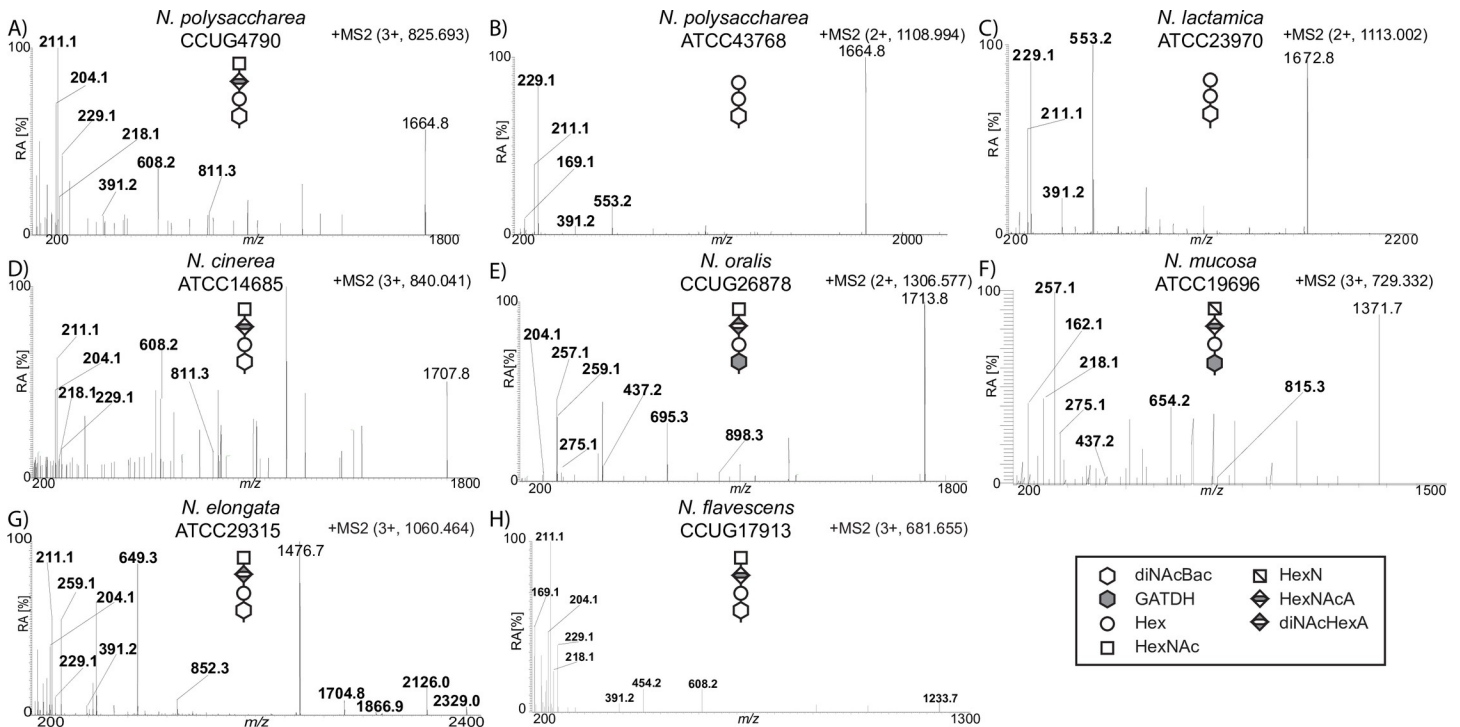 A)
N. polysaccharea
CCUG4790
+MS2 (3+, 825.693)
100
211.1
204.1
229.1
218.1
608.2
811.3
391.2
1664.8
RA [%]
0
200
m/z
1800
B)
N. polysaccharea
ATCC43768
+MS2 (2+, 1108.994)
1664.8
100
229.1
211.1
169.1
553.2
391.2
RA [%]
0
200
m/z
2000
C)
N. lactamica
ATCC23970
+MS2 (2+, 1113.002)
100
553.2
229.1
1672.8
211.1
391.2
RA [%]
0
200
m/z
2200
D)
N. cinerea
ATCC14685
+MS2 (3+, 840.041)
100
211.1
608.2
204.1
811.3
218.1
229.1
1707.8
RA [%]
0
200
m/z
1800
E)
N. oralis
CCUG26878
+MS2 (2+, 1306.577)
1713.8
100
204.1
257.1
259.1
437.2
695.3
275.1
898.3
RA[%]
0
200
m/z
1800
F)
N. mucosa
ATCC19696
+MS2 (3+, 729.332)
100
257.1
1371.7
162.1
218.1
275.1
654.2
815.3
437.2
RA [%]
0
200
m/z
1500
G)
N. elongata
ATCC29315
+MS2 (3+, 1060.464)
100
1476.7
211.1
649.3
259.1
204.1
229.1
391.2
852.3
1704.8
1866.9
2126.0
2329.0
RA [%]
0
200
m/z
2400
H)
N. flavescens
CCUG17913
+MS2 (3+, 681.655)
100
211.1
169.1
204.1
229.1
218.1
391.2
454.2
608.2
1233.7
RA[%]
0
200
m/z
1300
diNAcBac
GATDH
Hex
HexNAc
HexN
HexNAcA
diNAcHexA